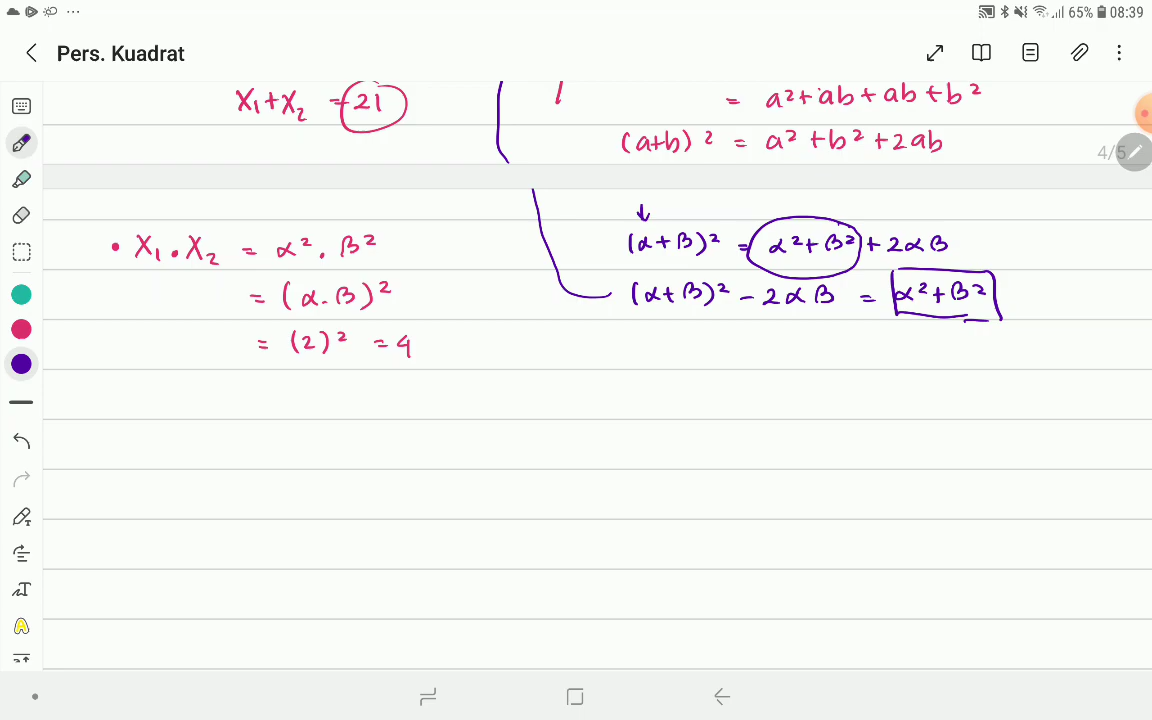 65% 08:39
Pers. Kuadrat
4/5
x₁+x₂ = 21
= a²+ab+ab+b²
(a+b)² = a²+b²+2ab
• x₁.x₂ = α².β²
= (α.β)²
= (2)² = 4
(α+β)² = α²+β²+2αβ
(α+β)²-2αβ = α²+β²